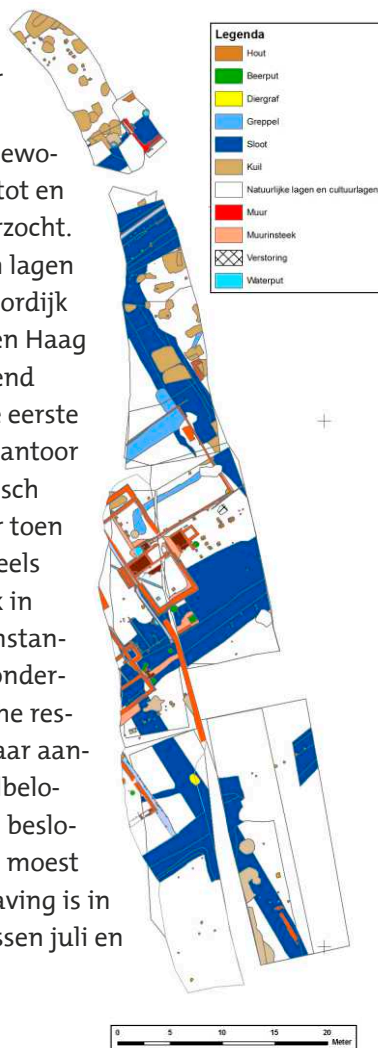 r
ewo-
tot en
rzocht.
n lagen
ordijk
en Haag
end
e eerste
antoor
sch
r toen
eels
k in
nstan-
onder-
ne res-
aar aan-
dbelo-
beslo-
moest
aving is in
ssen juli en
Legenda
Hout
Beerput
Diergraf
Greppel
Sloot
Kuil
Natuurlijke lagen en cultuurlagen
Muur
Muurinsteek
Verstoring
Waterput
0 5 10 15 20
Meter